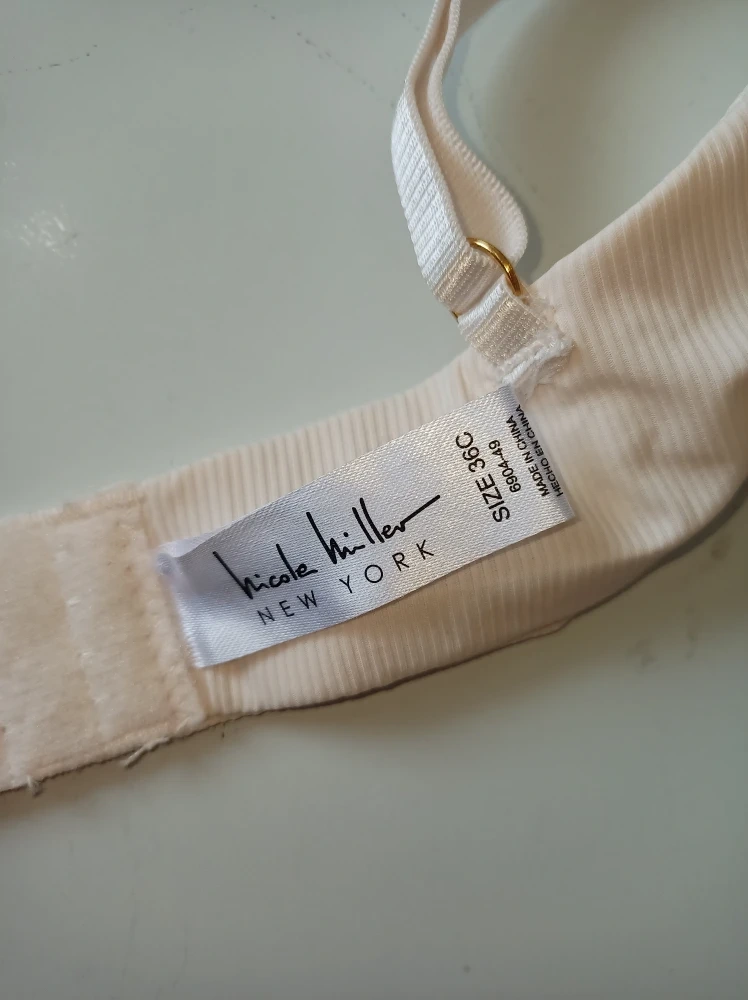 Nicole Miller
NEW YORK
SIZE 36C
6904-49
MADE IN CHINA
HECHO EN CHINA